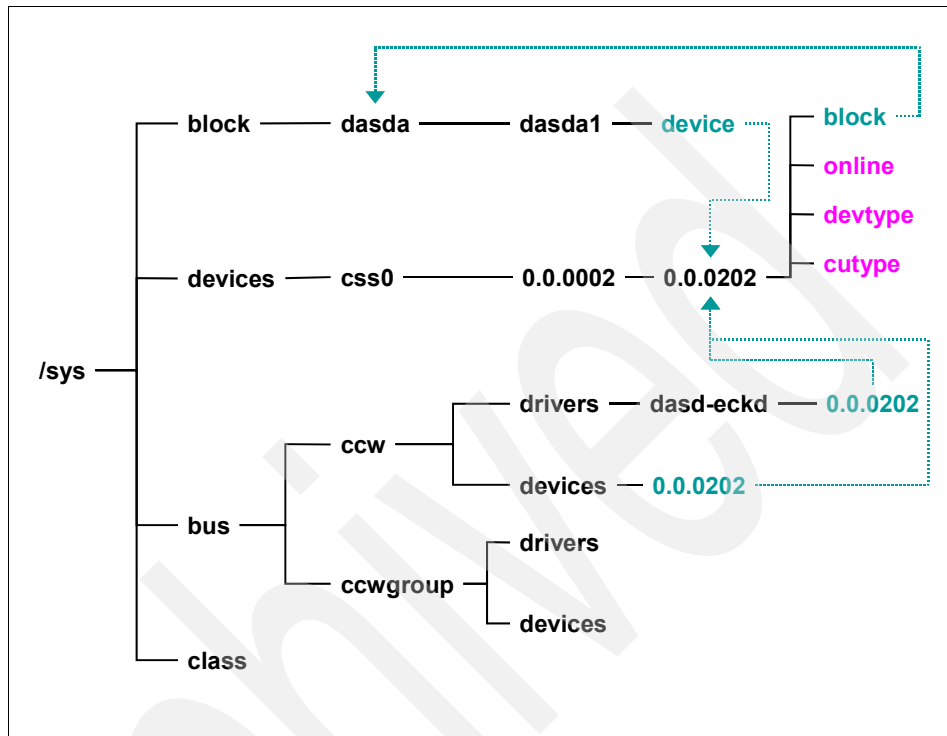 block dasda dasda1 device block
online
devtype
cutype
devices css0 0.0.0002 0.0.0202
/sys
drivers dasd-eckd 0.0.0202
ccw
devices 0.0.0202
bus
drivers
ccwgroup
devices
class